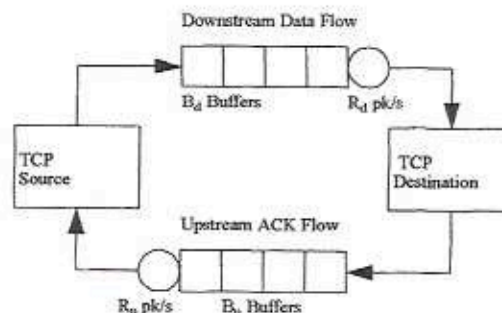 Downstream Data Flow
B_d Buffers
R_d pk/s
TCP
Source
TCP
Destination
Upstream ACK Flow
R_u pk/s
B_u Buffers